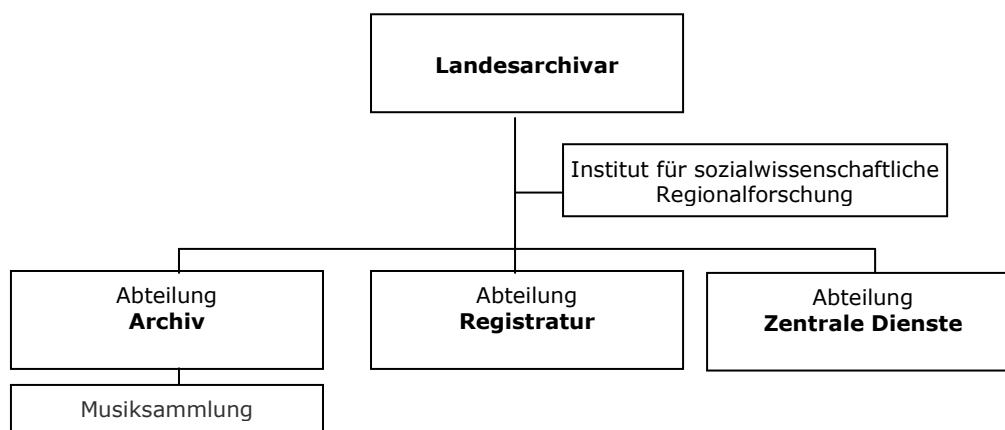 Landesarchivar
Institut für sozialwissenschaftliche
Regionalforschung
Abteilung
Archiv
Abteilung
Registratur
Abteilung
Zentrale Dienste
Musiksammlung